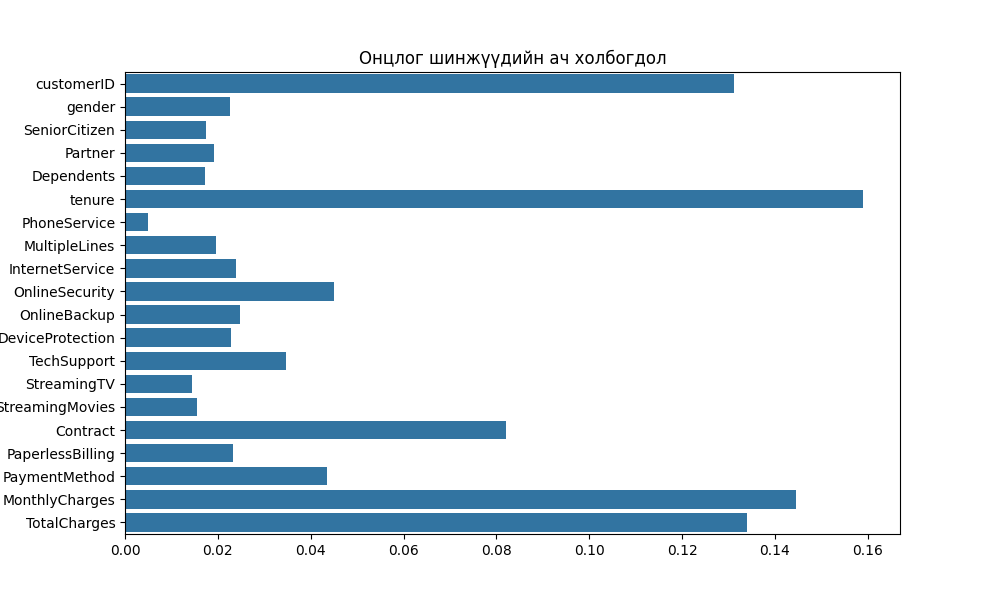 Онцлог шинжүүдийн ач холбогдол
customerID
gender
SeniorCitizen
Partner
Dependents
tenure
PhoneService
MultipleLines
InternetService
OnlineSecurity
OnlineBackup
DeviceProtection
TechSupport
StreamingTV
StreamingMovies
Contract
PaperlessBilling
PaymentMethod
MonthlyCharges
TotalCharges
0.00 0.02 0.04 0.06 0.08 0.10 0.12 0.14 0.16